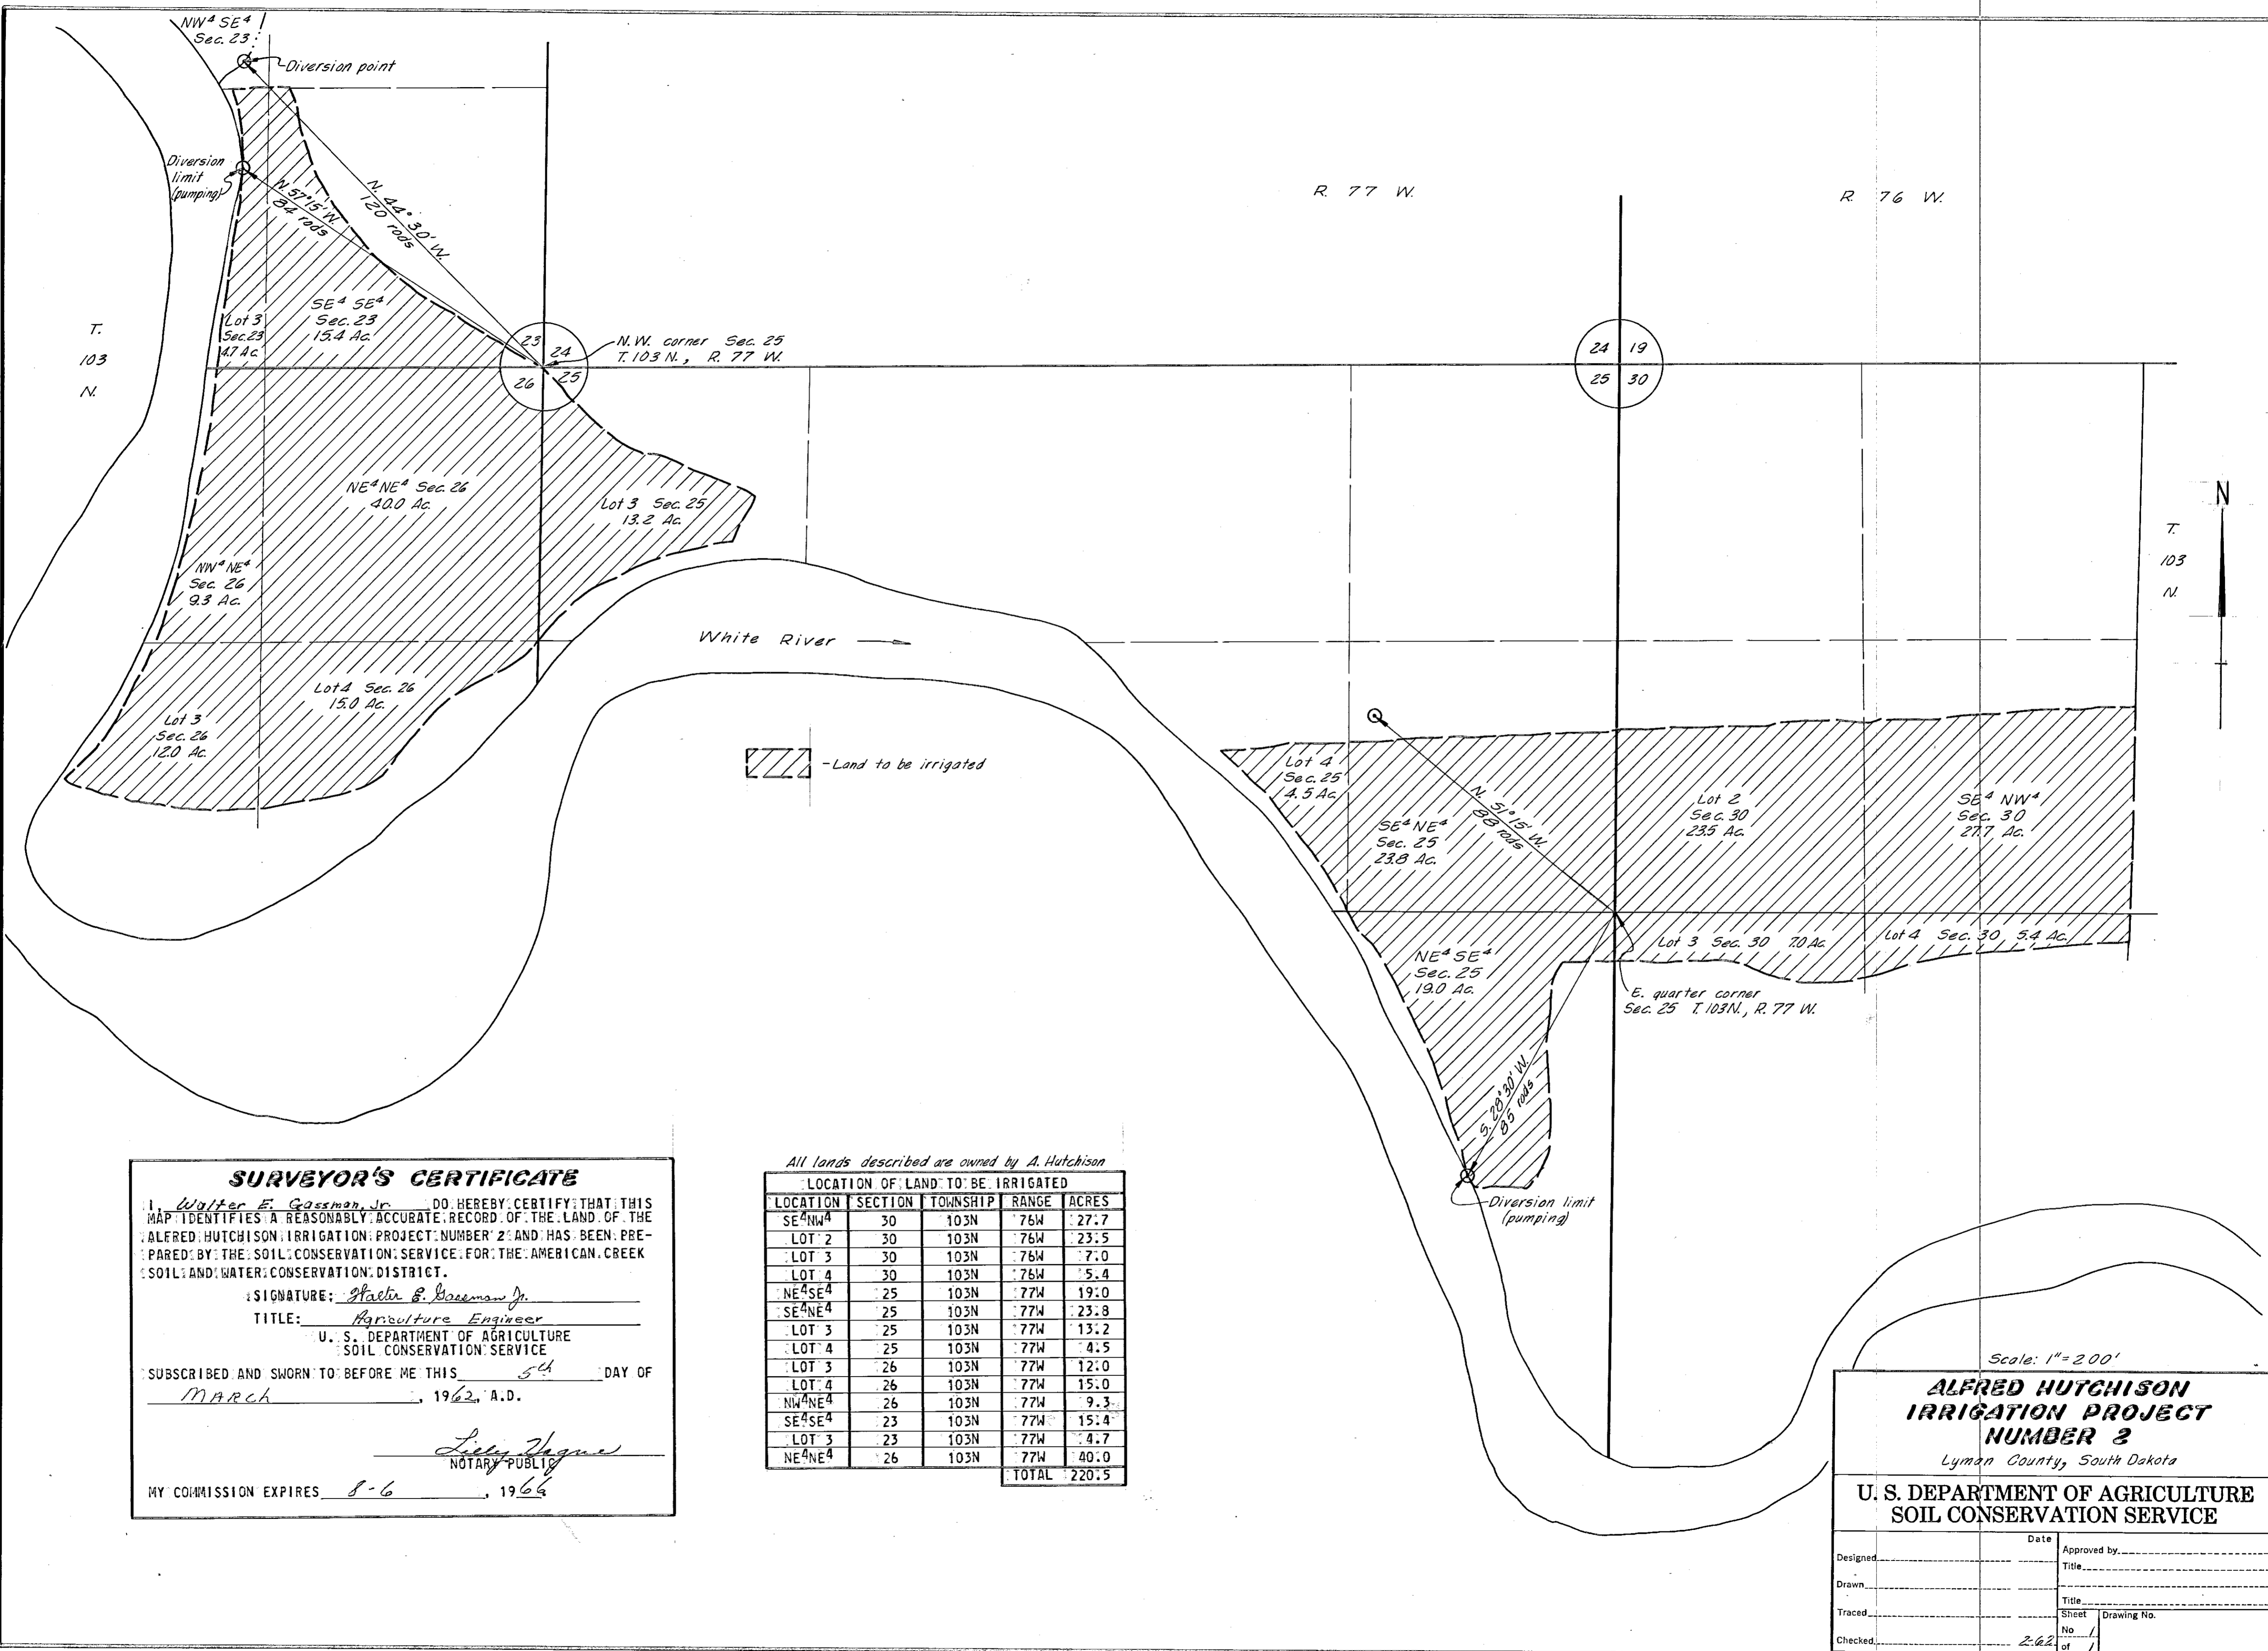 NW⁴ SE⁴
Sec. 23
Diversion point
Diversion
limit
(pumping)
N. 57°15' W.
84 rods
N. 44° 30' W.
120 rods
R. 77 W.
R. 76 W.
T.
103
N.
Lot 3
Sec. 23
4.7 Ac.
SE⁴ SE⁴
Sec. 23
15.4 Ac.
23
24
26
25
N.W. corner Sec. 25
T. 103 N., R. 77 W.
24
19
25
30
NE⁴ NE⁴ Sec. 26
40.0 Ac.
Lot 3 Sec. 25
13.2 Ac.
N
T.
103
N.
NW⁴ NE⁴
Sec. 26
9.3 Ac.
White River
Lot 4 Sec. 26
15.0 Ac.
Lot 3
Sec. 26
12.0 Ac.
-Land to be irrigated
Lot 4
Sec. 25
4.5 Ac.
SE⁴ NE⁴
Sec. 25
23.8 Ac.
N. 51°15' W.
88 rods
Lot 2
Sec. 30
23.5 Ac.
SE⁴ NW⁴
Sec. 30
27.7 Ac.
NE⁴ SE⁴
Sec. 25
19.0 Ac.
Lot 3 Sec. 30 7.0 Ac.
Lot 4 Sec. 30 5.4 Ac.
E. quarter corner
Sec. 25 T. 103N., R. 77 W.
S. 28°30' W.
85 rods
Diversion limit
(pumping)
SURVEYOR'S CERTIFICATE
I, Walter E. Gassman, Jr. DO HEREBY CERTIFY THAT THIS
MAP IDENTIFIES A REASONABLY ACCURATE RECORD OF THE LAND OF THE
ALFRED HUTCHISON IRRIGATION PROJECT NUMBER 2 AND HAS BEEN PRE-
PARED BY THE SOIL CONSERVATION SERVICE FOR THE AMERICAN CREEK
SOIL AND WATER CONSERVATION DISTRICT.
SIGNATURE: Walter E. Gassman Jr.
TITLE: Agriculture Engineer
U. S. DEPARTMENT OF AGRICULTURE
SOIL CONSERVATION SERVICE
SUBSCRIBED AND SWORN TO BEFORE ME THIS 5th DAY OF
MARCH, 1962, A.D.
NOTARY PUBLIC
MY COMMISSION EXPIRES 8-6, 1966
All lands described are owned by A. Hutchison
LOCATION OF LAND TO BE IRRIGATED
LOCATION SECTION TOWNSHIP RANGE ACRES
SE⁴NW⁴ 30 103N 76W 27.7
LOT 2 30 103N 76W 23.5
LOT 3 30 103N 76W 7.0
LOT 4 30 103N 76W 5.4
NE⁴SE⁴ 25 103N 77W 19.0
SE⁴NE⁴ 25 103N 77W 23.8
LOT 3 25 103N 77W 13.2
LOT 4 25 103N 77W 4.5
LOT 3 26 103N 77W 12.0
LOT 4 26 103N 77W 15.0
NW⁴NE⁴ 26 103N 77W 9.3
SE⁴SE⁴ 23 103N 77W 15.4
LOT 3 23 103N 77W 4.7
NE⁴NE⁴ 26 103N 77W 40.0
TOTAL 220.5
Scale: 1"=200'
ALFRED HUTCHISON
IRRIGATION PROJECT
NUMBER 2
Lyman County, South Dakota
U. S. DEPARTMENT OF AGRICULTURE
SOIL CONSERVATION SERVICE
Date
Designed
Drawn
Traced
Checked 2-62
Approved by
Title
Title
Sheet
No 1
of 1
Drawing No.